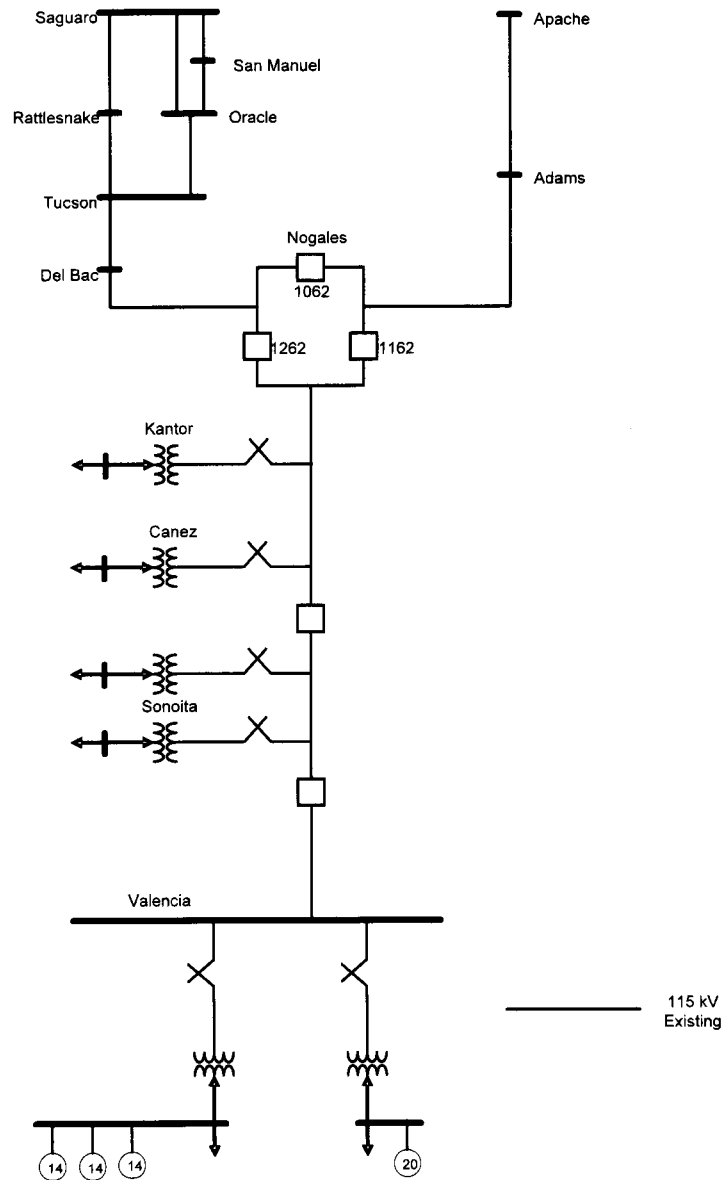 Saguaro
Apache
San Manuel
Rattlesnake
Oracle
Adams
Tucson
Nogales
Del Bac
1062
1262
1162
Kantor
Canez
Sonoita
Valencia
115 kV
Existing
14
14
14
20